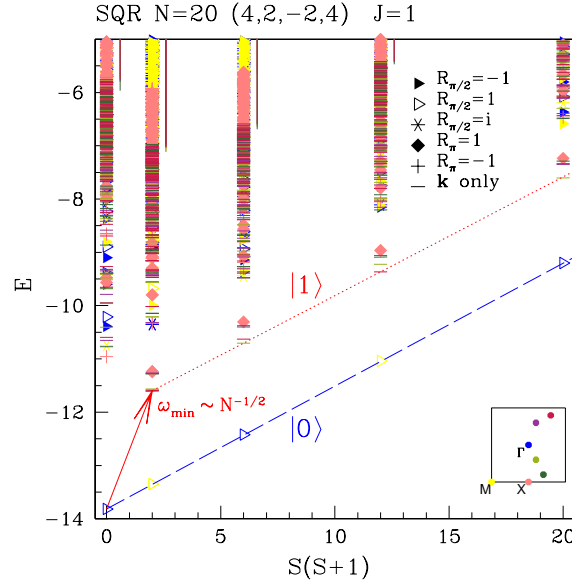 SQR N=20 (4,2,−2,4) J=1
−6
−8
−10
−12
−14
E
R_{π/2}=−1
R_{π/2}=1
R_{π/2}=i
R_π=1
R_π=−1
k only
|1⟩
|0⟩
ω_min ~ N^{-1/2}
Γ
M X
0 5 10 15 20
S(S+1)